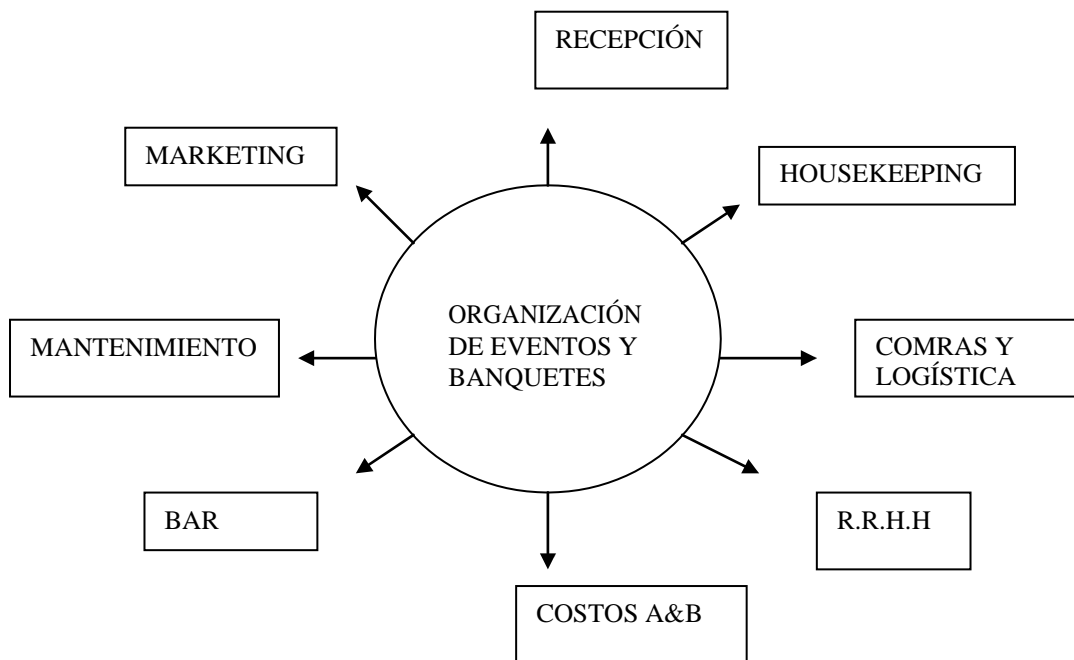 RECEPCIÓN
MARKETING
HOUSEKEEPING
ORGANIZACIÓN
DE EVENTOS Y
BANQUETES
MANTENIMIENTO
COMRAS Y
LOGÍSTICA
BAR
R.R.H.H
COSTOS A&B